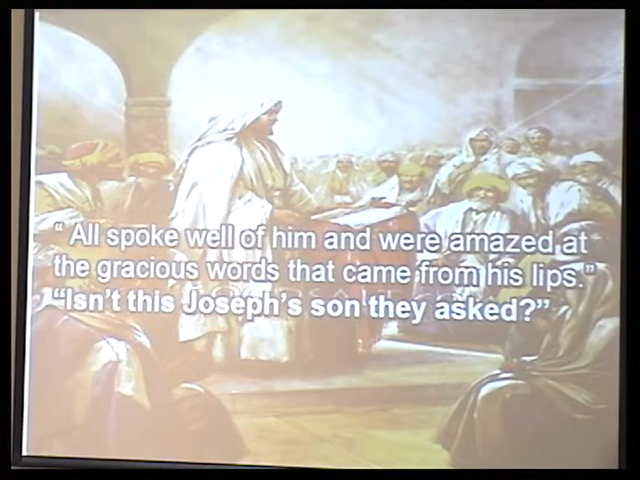 “ All spoke well of him and were amazed at
the gracious words that came from his lips.”
“Isn’t this Joseph’s son they asked?”